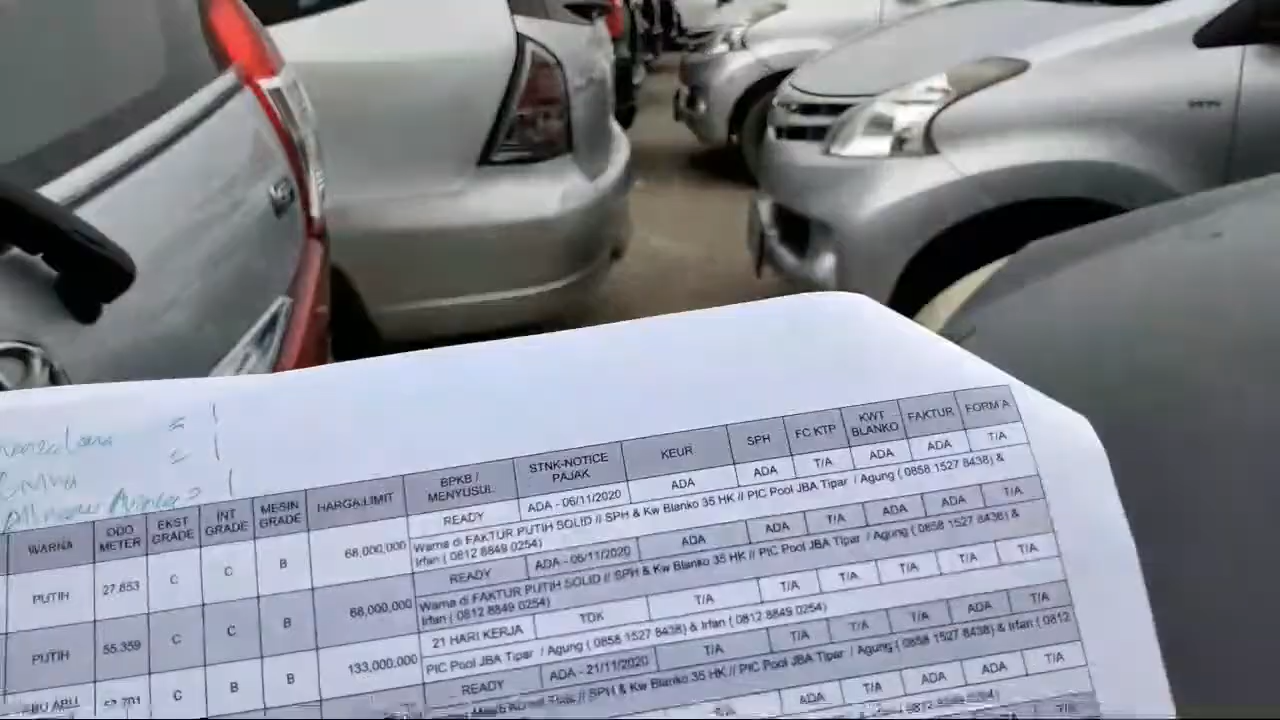 WARNA ODO METER EKST GRADE INT GRADE MESIN GRADE HARGA LIMIT BPKB / MENYUSUL STNK-NOTICE PAJAK KEUR SPH FC KTP KWT BLANKO FAKTUR FORM A
PUTIH 27.853 C C B 68,000,000 READY ADA - 06/11/2020 ADA ADA T/A ADA ADA T/A
Warna di FAKTUR PUTIH SOLID // SPH & Kw Blanko 35 HK // PIC Pool JBA Tipar / Agung ( 0858 1527 8438) &
Irfan ( 0812 8849 0254)
PUTIH 55.359 C C B 68,000,000 READY ADA - 06/11/2020 ADA ADA T/A ADA ADA T/A
Warna di FAKTUR PUTIH SOLID // SPH & Kw Blanko 35 HK // PIC Pool JBA Tipar / Agung ( 0858 1527 8438) &
Irfan ( 0812 8849 0254)
ABU C B B 133,000,000 21 HARI KERJA TDK T/A T/A T/A T/A T/A T/A
PIC Pool JBA Tipar / Agung ( 0858 1527 8438) & Irfan ( 0812 8849 0254)
READY ADA - 21/11/2020 T/A T/A T/A T/A ADA T/A
// SPH & Kw Blanko 35 HK // PIC Pool JBA Tipar / Agung ( 0858 1527 8438) & Irfan ( 0812
ADA T/A ADA ADA T/A